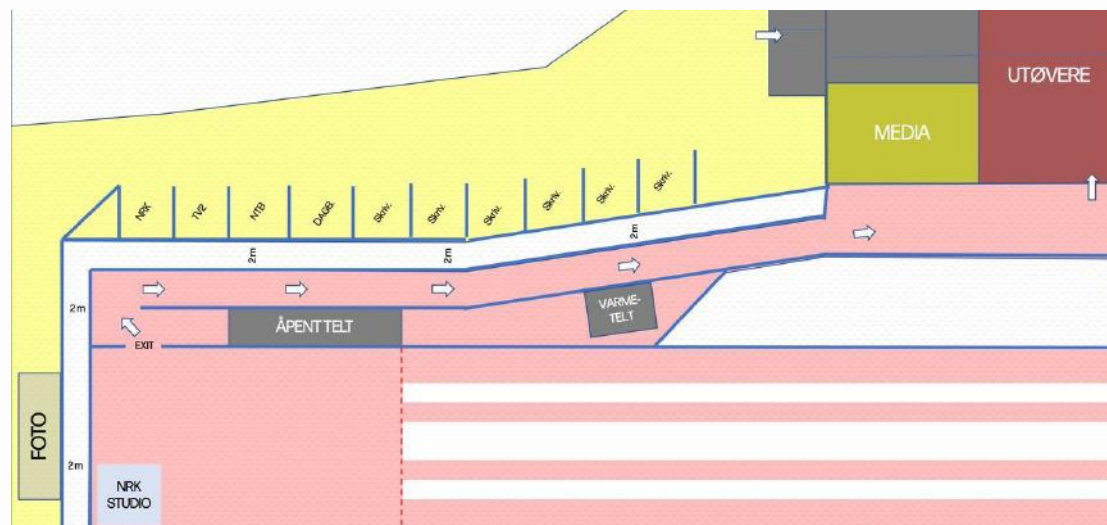 UTØVERE
MEDIA
NRK
TV2
NTB
DAGB.
Skriv.
Skriv.
Skriv.
Skriv.
Skriv.
Skriv.
2m
2m
2m
2m
VARME-
TELT
ÅPENT TELT
EXIT
FOTO
2m
NRK
STUDIO